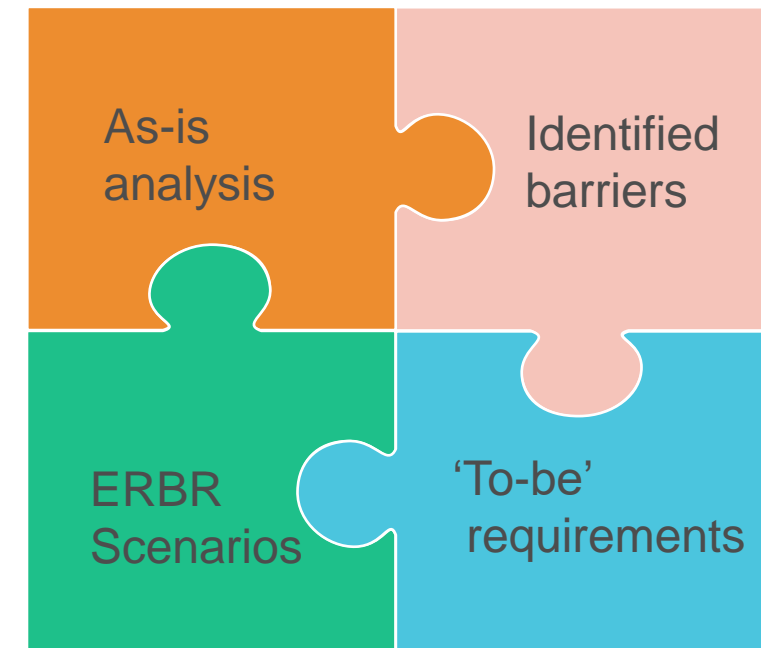 As-is
analysis
Identified
barriers
ERBR
Scenarios
‘To-be’
requirements